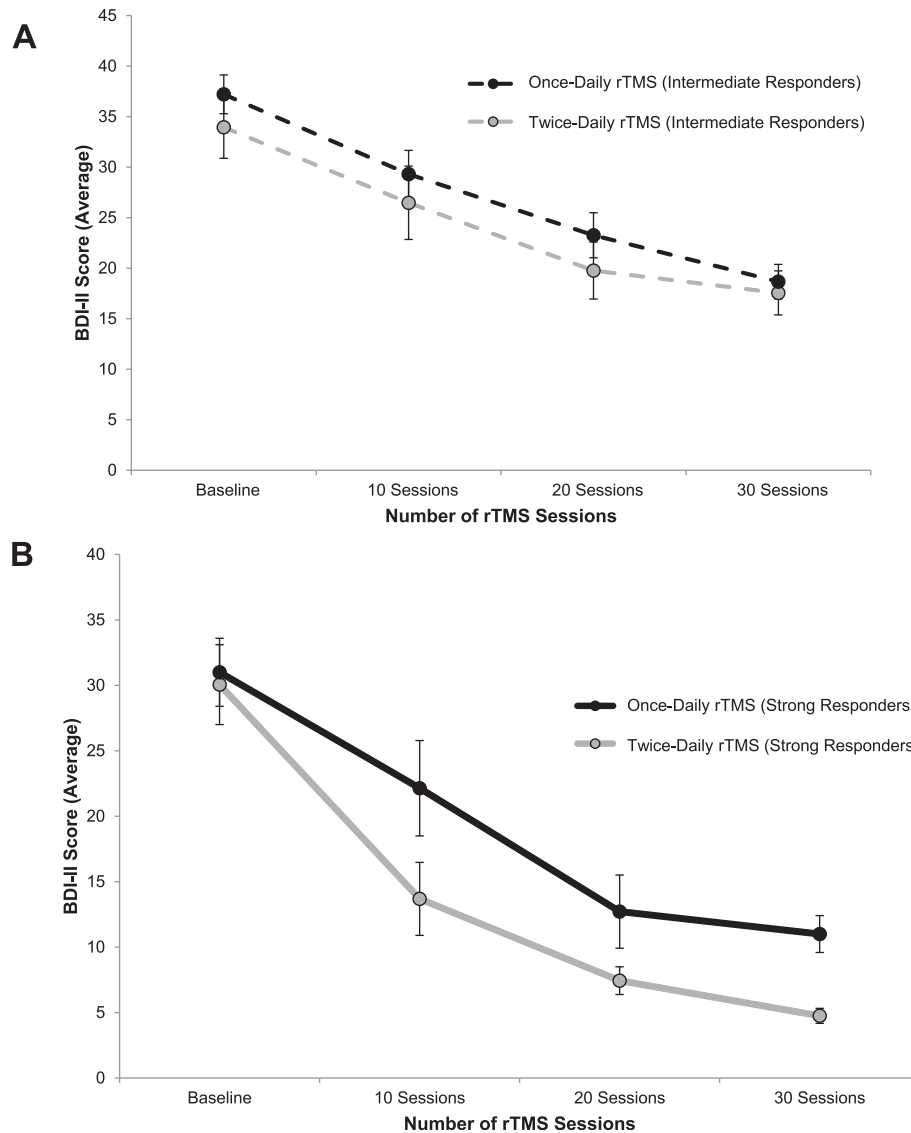 A
45
40
35
30
25
20
15
10
5
0
BDI-II Score (Average)
Once-Daily rTMS (Intermediate Responders)
Twice-Daily rTMS (Intermediate Responders)
Baseline
10 Sessions
20 Sessions
30 Sessions
Number of rTMS Sessions
B
40
35
30
25
20
15
10
5
0
BDI-II Score (Average)
Once-Daily rTMS (Strong Responders
Twice-Daily rTMS (Strong Responders
Baseline
10 Sessions
20 Sessions
30 Sessions
Number of rTMS Sessions